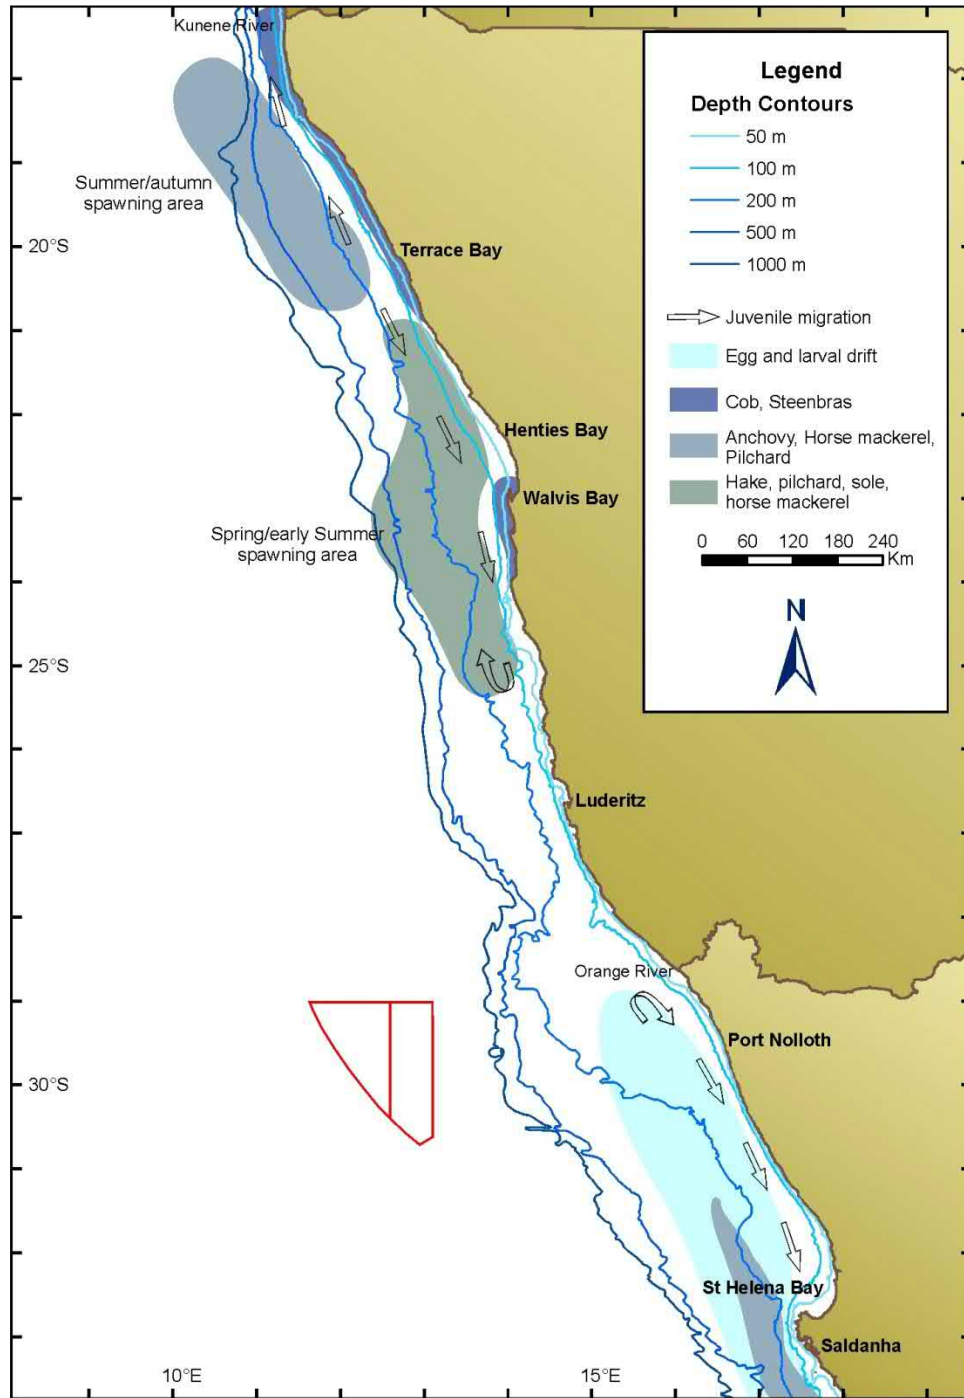 Kunene River
Summer/autumn
spawning area
20°S
Terrace Bay
Henties Bay
Walvis Bay
Spring/early Summer
spawning area
25°S
Luderitz
Orange River
Port Nolloth
30°S
St Helena Bay
Saldanha
10°E
15°E
Legend
Depth Contours
50 m
100 m
200 m
500 m
1000 m
Juvenile migration
Egg and larval drift
Cob, Steenbras
Anchovy, Horse mackerel,
Pilchard
Hake, pilchard, sole,
horse mackerel
0 60 120 180 240
Km
N